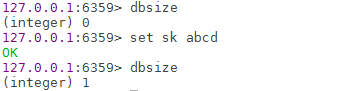 127.0.0.1:6359> dbsize
(integer) 0
127.0.0.1:6359> set sk abcd
OK
127.0.0.1:6359> dbsize
(integer) 1